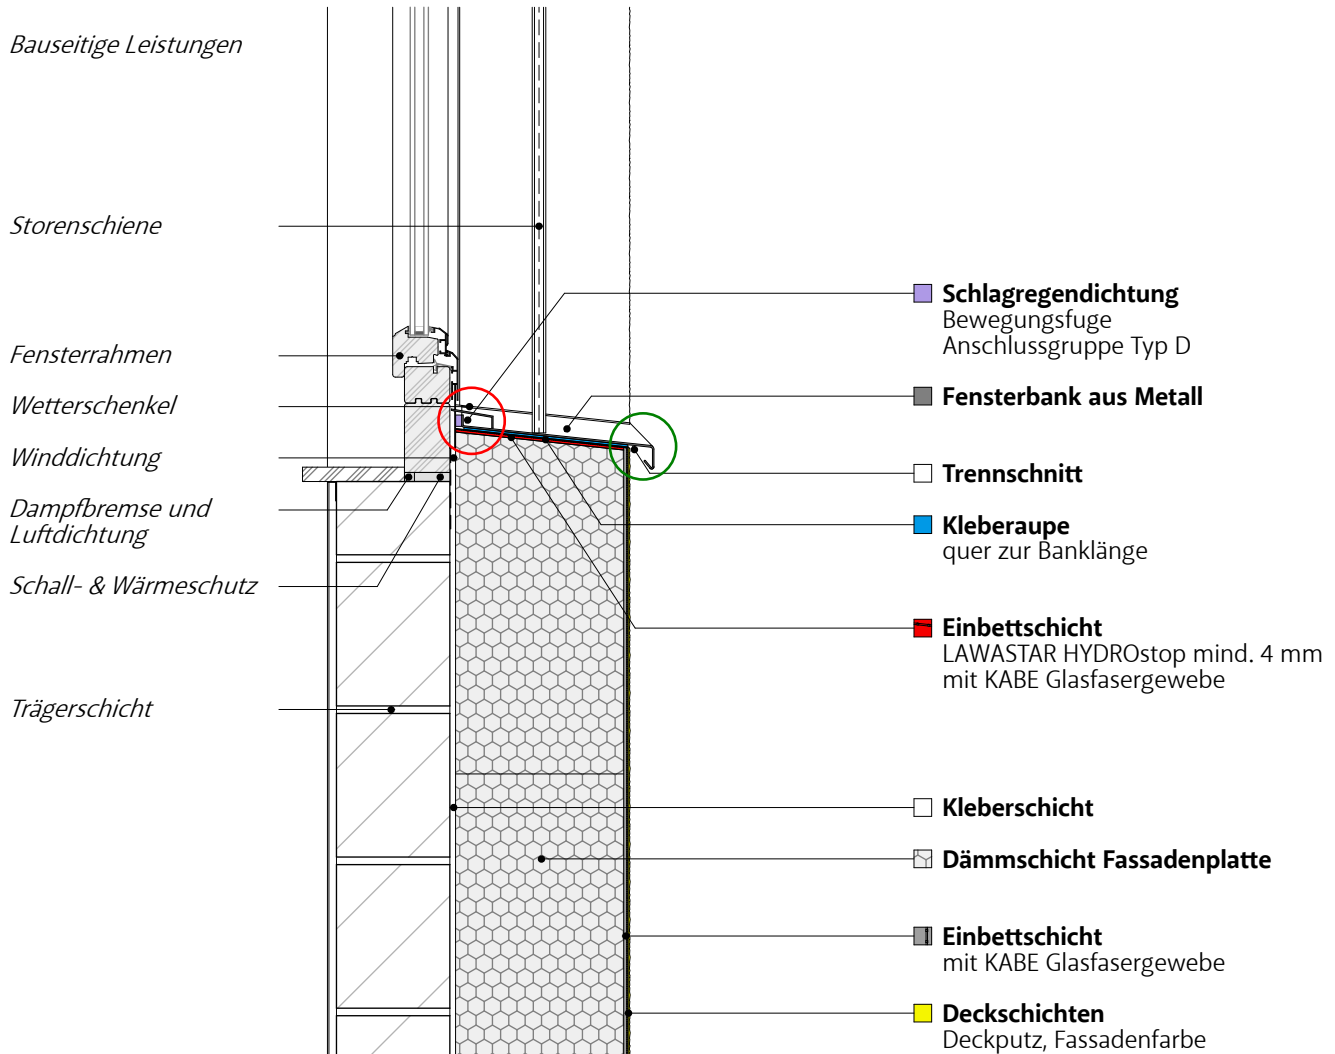 Bauseitige Leistungen
Storenschiene
Fensterrahmen
Wetterschenkel
Winddichtung
Dampfbremse und
Luftdichtung
Schall- & Wärmeschutz
Trägerschicht
Schlagregendichtung
Bewegungsfuge
Anschlussgruppe Typ D
Fensterbank aus Metall
Trennschnitt
Kleberaupe
quer zur Banklänge
Einbettschicht
LAWASTAR HYDROstop mind. 4 mm
mit KABE Glasfasergewebe
Kleberschicht
Dämmschicht Fassadenplatte
Einbettschicht
mit KABE Glasfasergewebe
Deckschichten
Deckputz, Fassadenfarbe